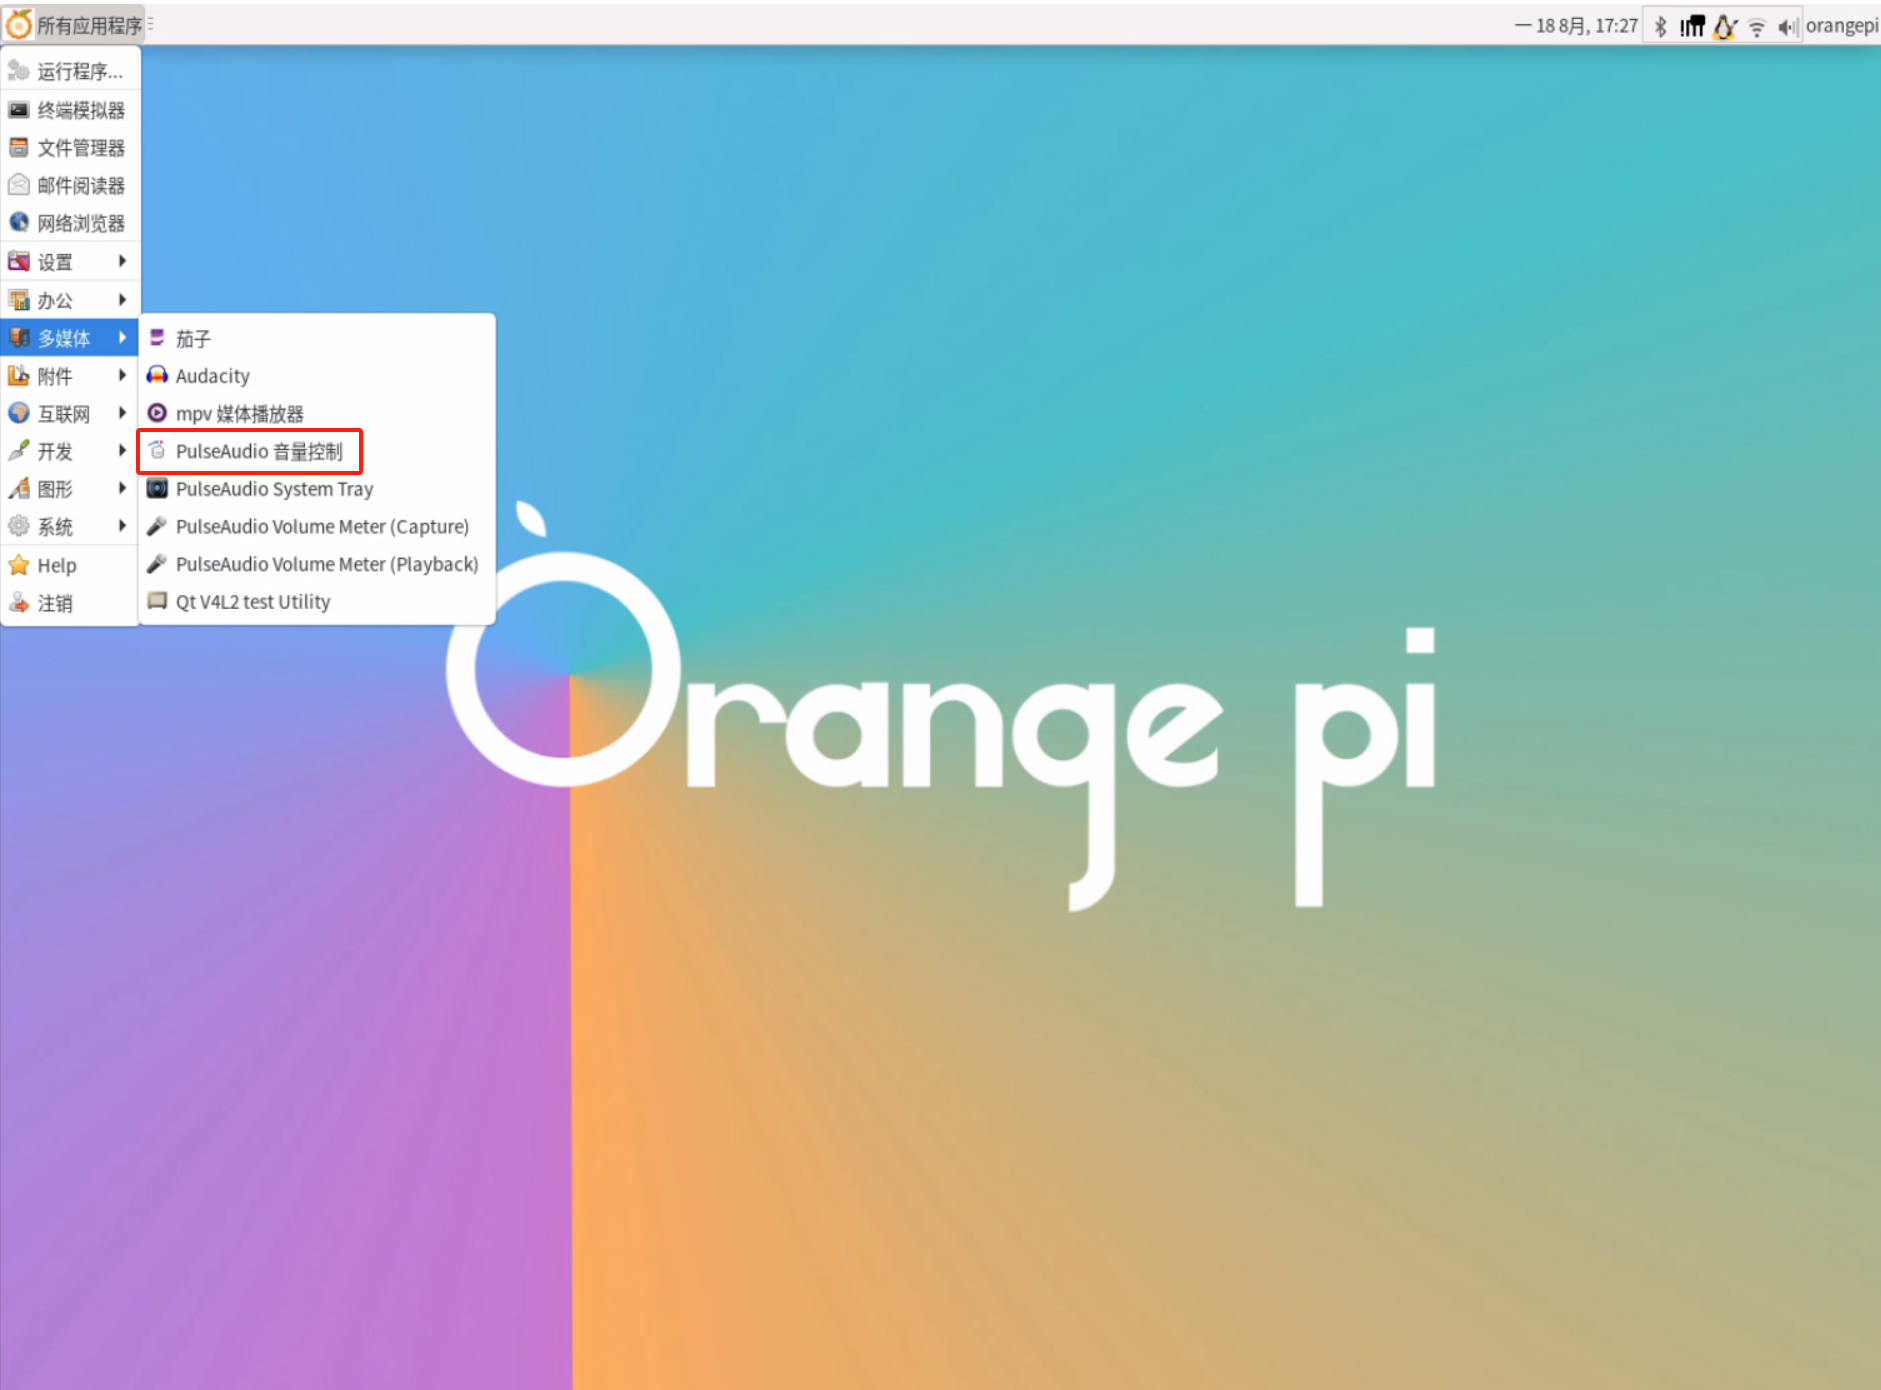 所有应用程序
一 18 8月, 17:27
orangepi
运行程序...
终端模拟器
文件管理器
邮件阅读器
网络浏览器
设置
办公
多媒体
附件
互联网
开发
图形
系统
Help
注销
茄子
Audacity
mpv 媒体播放器
PulseAudio 音量控制
PulseAudio System Tray
PulseAudio Volume Meter (Capture)
PulseAudio Volume Meter (Playback)
Qt V4L2 test Utility
Orange pi